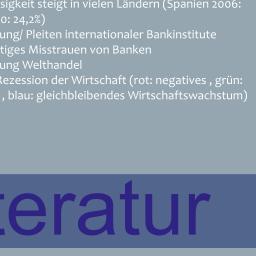 sigkeit steigt in vielen Ländern (Spanien 2006:
0: 24,2%)
ung/ Pleiten internationaler Bankinstitute
tiges Misstrauen von Banken
ung Welthandel
Rezession der Wirtschaft (rot: negatives , grün:
, blau: gleichbleibendes Wirtschaftswachstum)
teratur